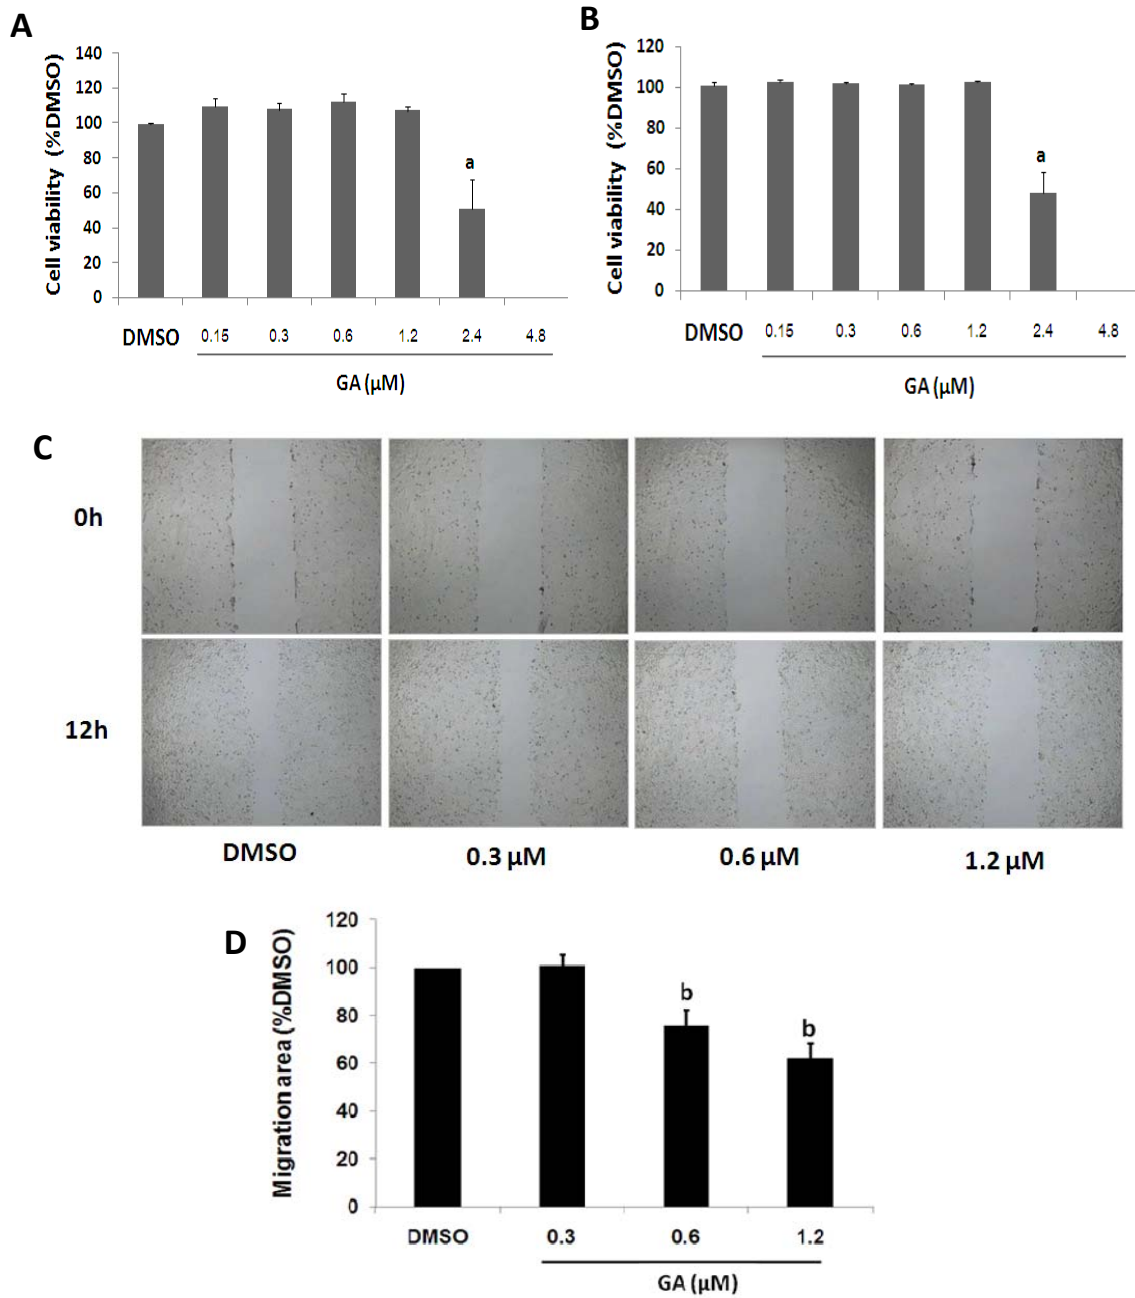 A
Cell viability (%DMSO)
140
120
100
80
60
40
20
0
a
DMSO 0.15 0.3 0.6 1.2 2.4 4.8
GA (μM)
B
Cell viability (%DMSO)
120
100
80
60
40
20
0
a
DMSO 0.15 0.3 0.6 1.2 2.4 4.8
GA (μM)
C
0h
12h
DMSO 0.3 μM 0.6 μM 1.2 μM
D
Migration area (%DMSO)
120
100
80
60
40
20
0
b
b
DMSO 0.3 0.6 1.2
GA (μM)